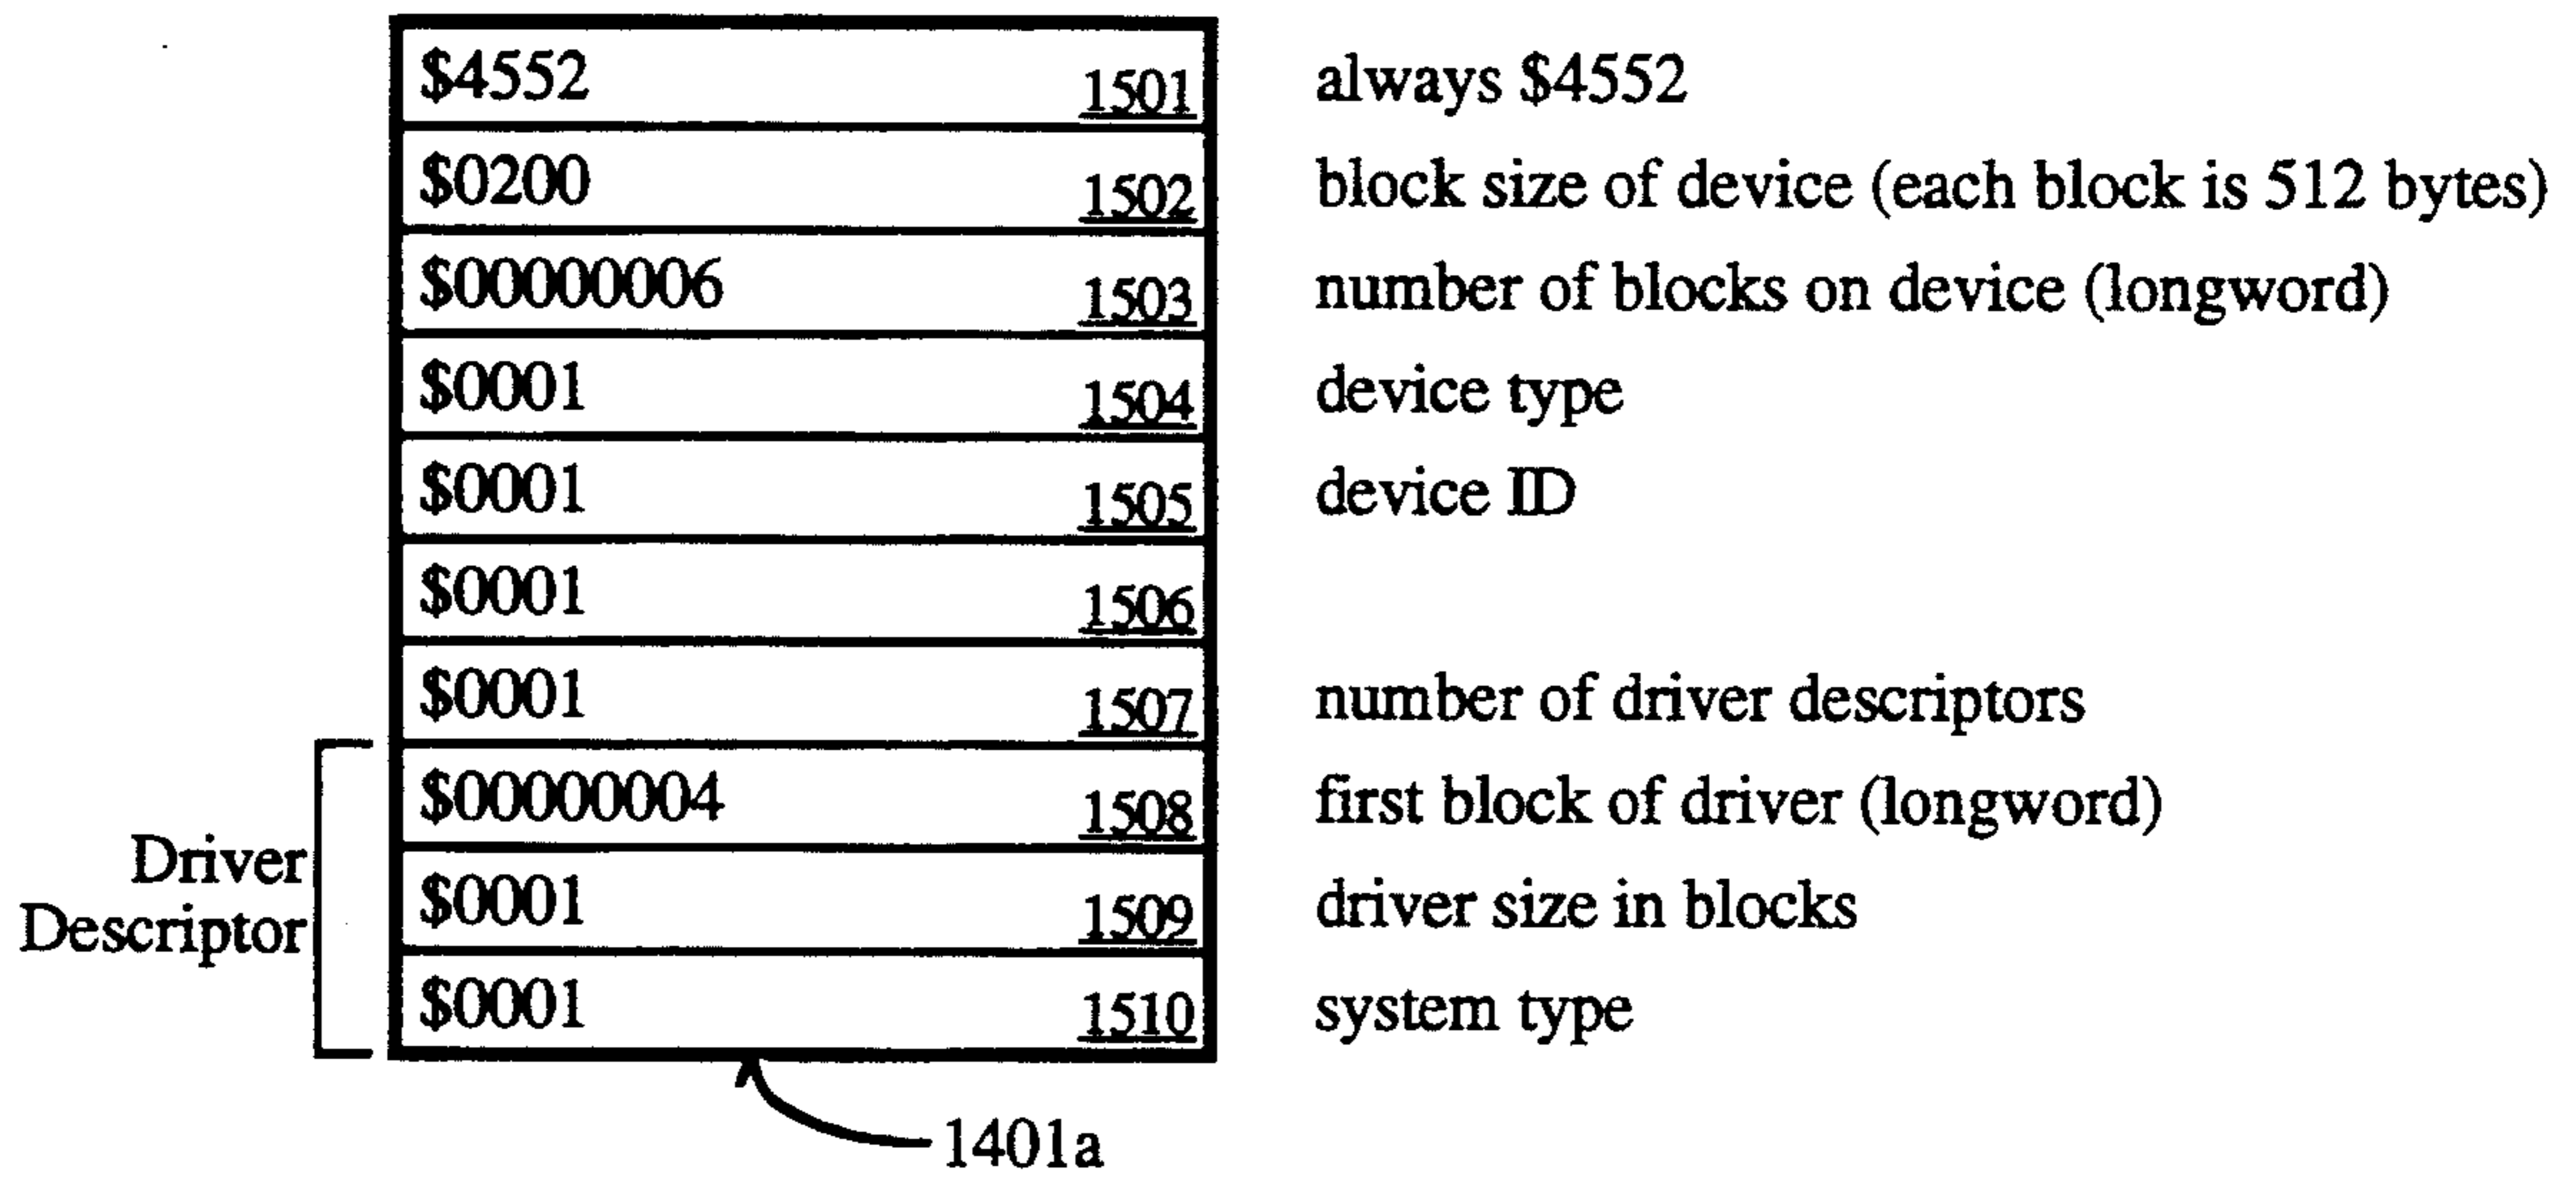 $4552 1501 always $4552
$0200 1502 block size of device (each block is 512 bytes)
$00000006 1503 number of blocks on device (longword)
$0001 1504 device type
$0001 1505 device ID
$0001 1506
$0001 1507 number of driver descriptors
$00000004 1508 first block of driver (longword)
Driver
Descriptor
$0001 1509 driver size in blocks
$0001 1510 system type
1401a